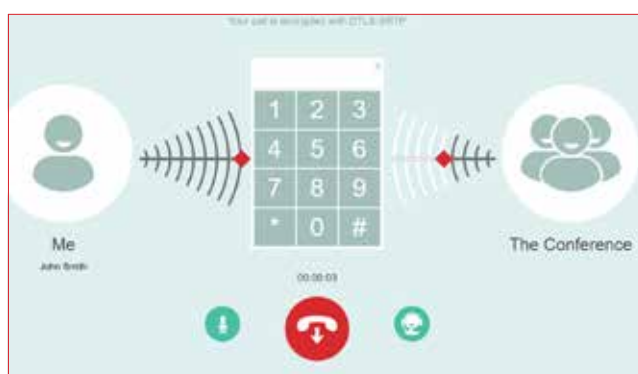 Your call is encrypted with DTLS-SRTP
1 2 3
4 5 6
7 8 9
* 0 #
Me
John Smith
The Conference
00:00:03